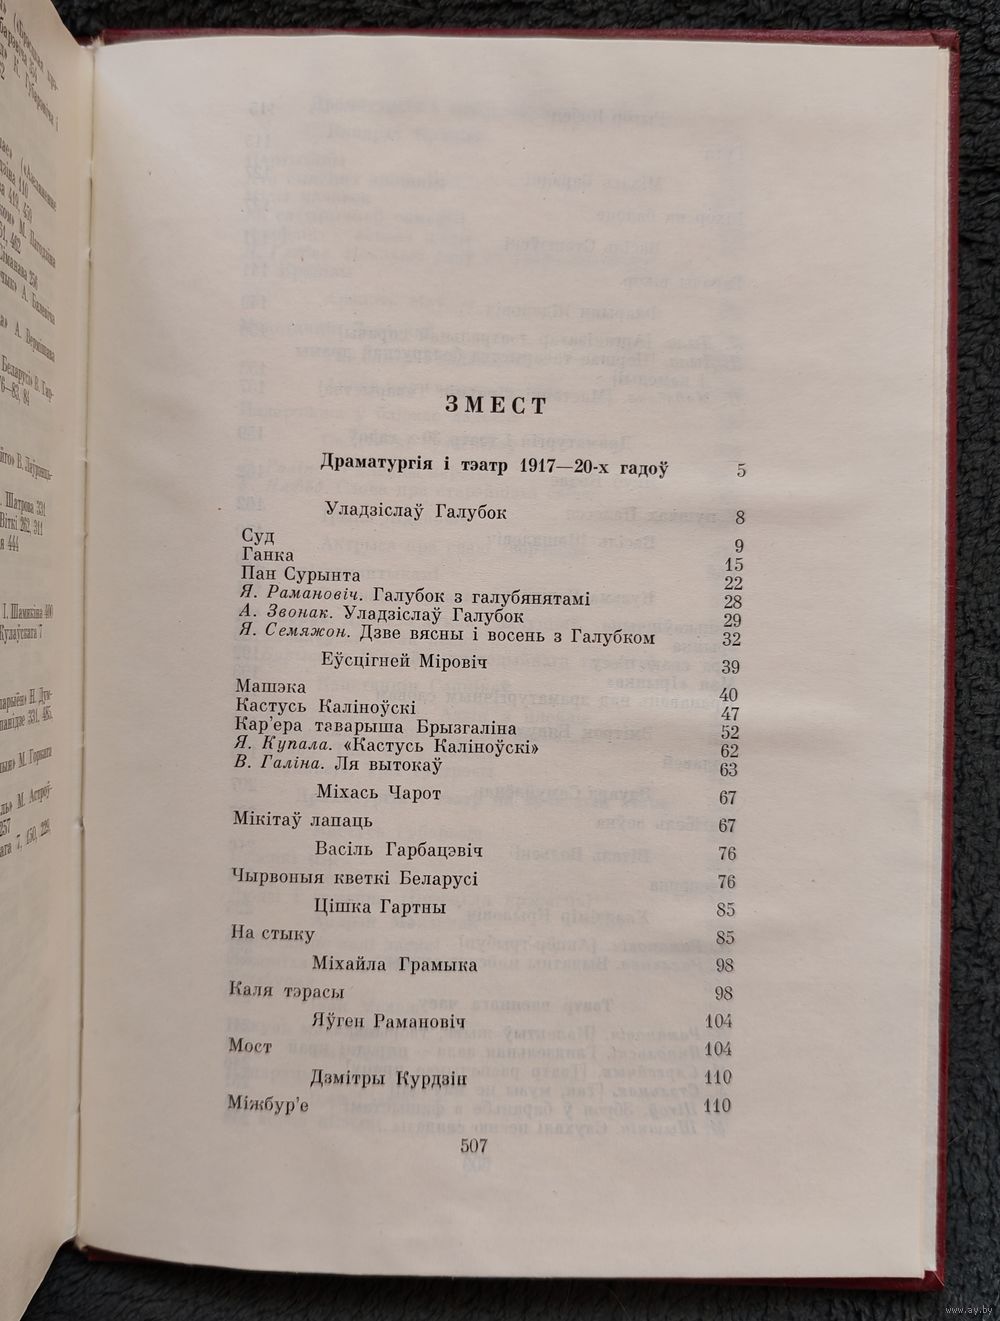 ЗМЕСТ
Драматургія і тэатр 1917—20-х гадоў 5
Уладзіслаў Галубок 8
Суд 9
Ганка 15
Пан Сурынта 22
Я. Рамановіч. Галубок з галубянятамі 28
А. Звонак. Уладзіслаў Галубок 29
Я. Семяжон. Дзве вясны і восень з Галубком 32
Еўсцігней Міровіч 39
Машэка 40
Кастусь Каліноўскі 47
Кар'ера таварыша Брызгаліна 52
Я. Купала. «Кастусь Каліноўскі» 62
В. Галіна. Ля вытокаў 63
Міхась Чарот 67
Мікітаў лапаць 67
Васіль Гарбацэвіч 76
Чырвоныя кветкі Беларусі 76
Цішка Гартны 85
На стыку 85
Міхайла Грамыка 98
Каля тэрасы 98
Яўген Рамановіч 104
Мост 104
Дзмітры Курдзін 110
Міжбур'е 110
507
www.ay.by